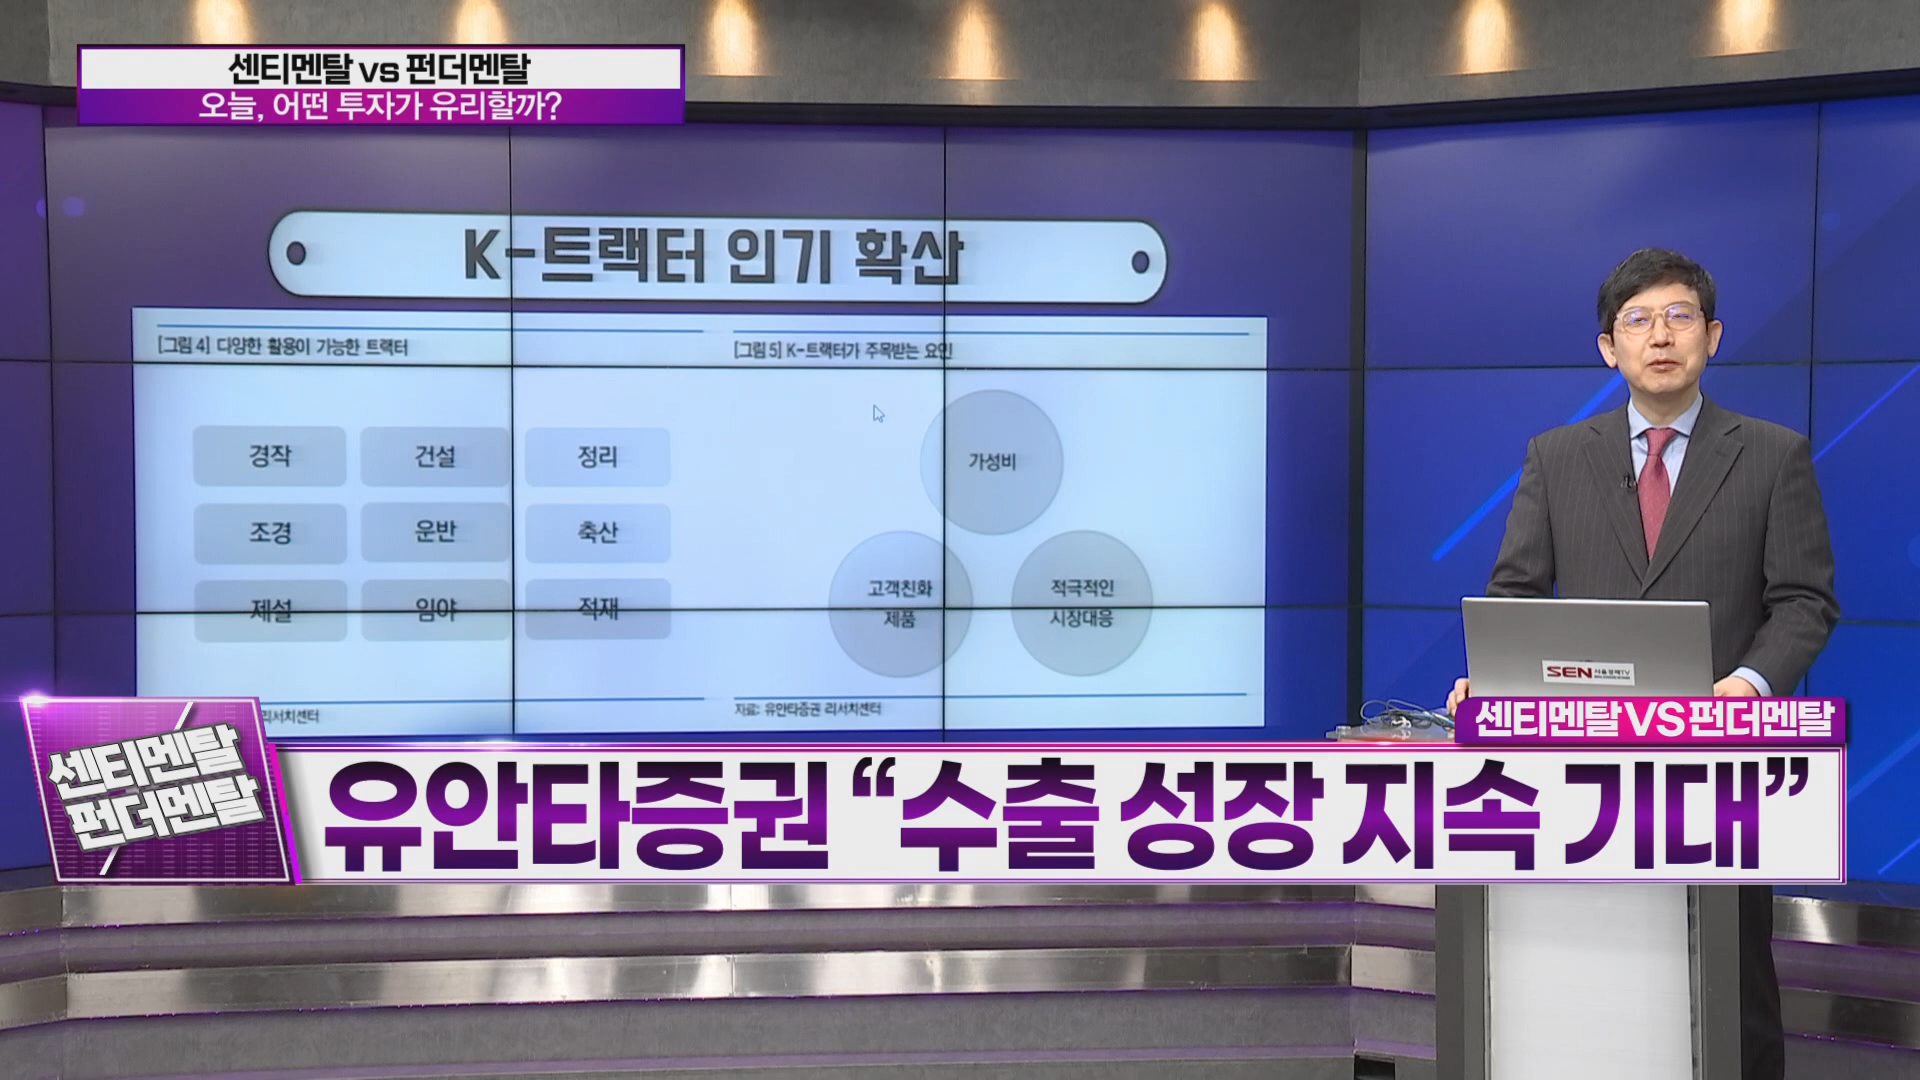 센티멘탈 vs 펀더멘탈
오늘, 어떤 투자가 유리할까?
K-트랙터 인기 확산
[그림 4] 다양한 활용이 가능한 트랙터
경작 건설 정리
조경 운반 축산
제설 임야 적재
리서치센터
[그림 5] K-트랙터가 주목받는 요인
가성비
고객친화
제품
적극적인
시장대응
자료: 유안타증권 리서치센터
SEN 서울경제TV
센티멘탈 VS 펀더멘탈
센티멘탈
펀더멘탈
유안타증권 “수출 성장 지속 기대”